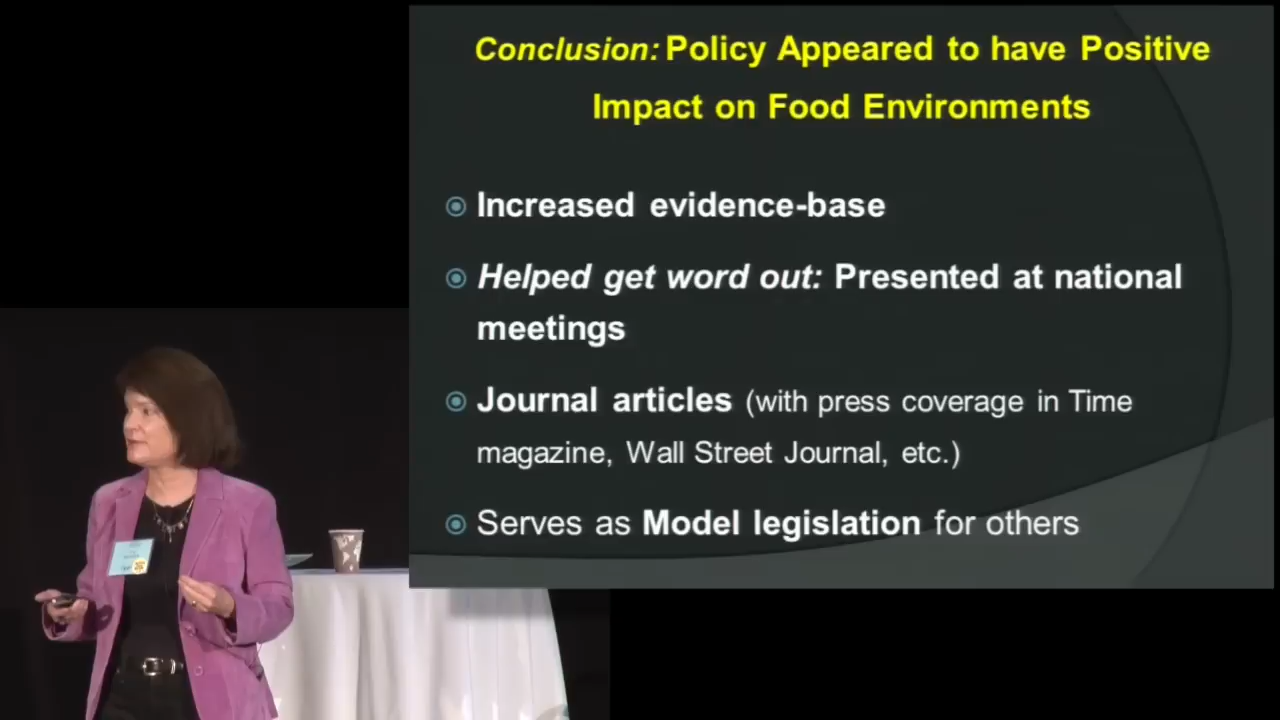 Conclusion: Policy Appeared to have Positive
Impact on Food Environments
Increased evidence-base
Helped get word out: Presented at national
meetings
Journal articles (with press coverage in Time
magazine, Wall Street Journal, etc.)
Serves as Model legislation for others